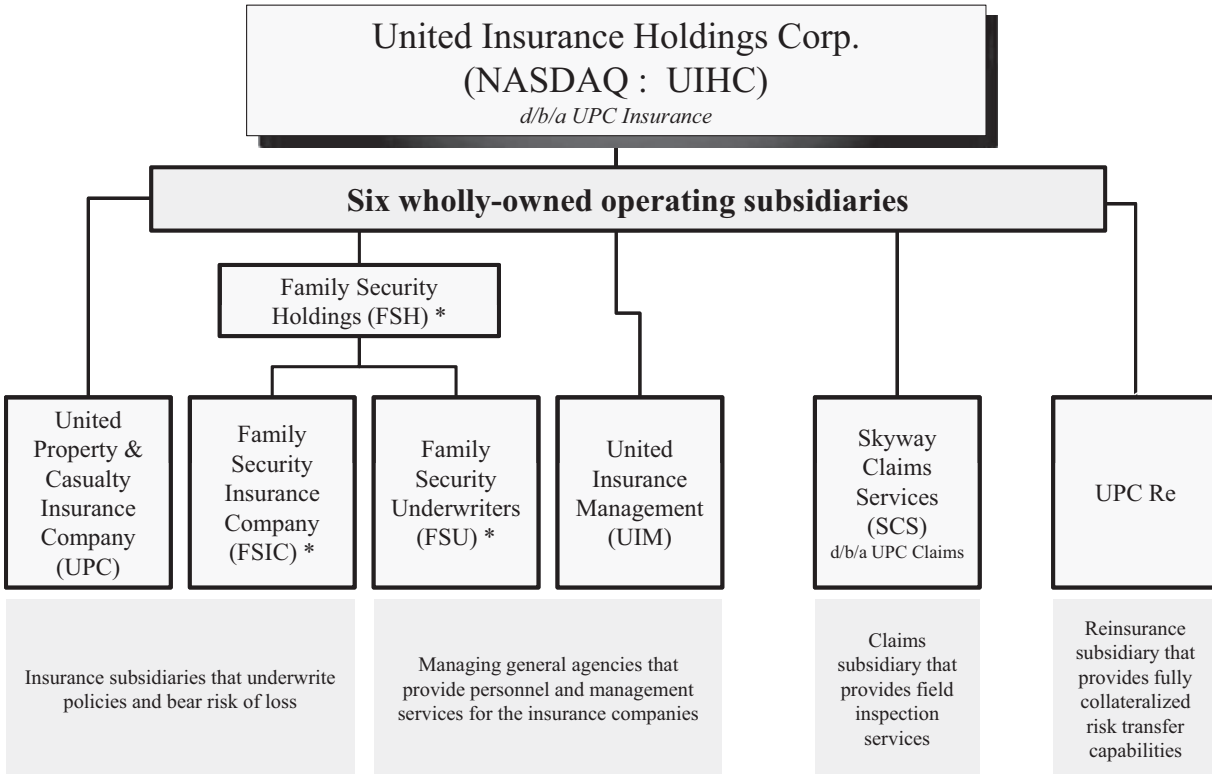 United Insurance Holdings Corp.
(NASDAQ : UIHC)
d/b/a UPC Insurance
Six wholly-owned operating subsidiaries
Family Security
Holdings (FSH) *
United
Property &
Casualty
Insurance
Company
(UPC)
Family
Security
Insurance
Company
(FSIC) *
Family
Security
Underwriters
(FSU) *
United
Insurance
Management
(UIM)
Skyway
Claims
Services
(SCS)
d/b/a UPC Claims
UPC Re
Insurance subsidiaries that underwrite
policies and bear risk of loss
Managing general agencies that
provide personnel and management
services for the insurance companies
Claims
subsidiary that
provides field
inspection
services
Reinsurance
subsidiary that
provides fully
collateralized
risk transfer
capabilities